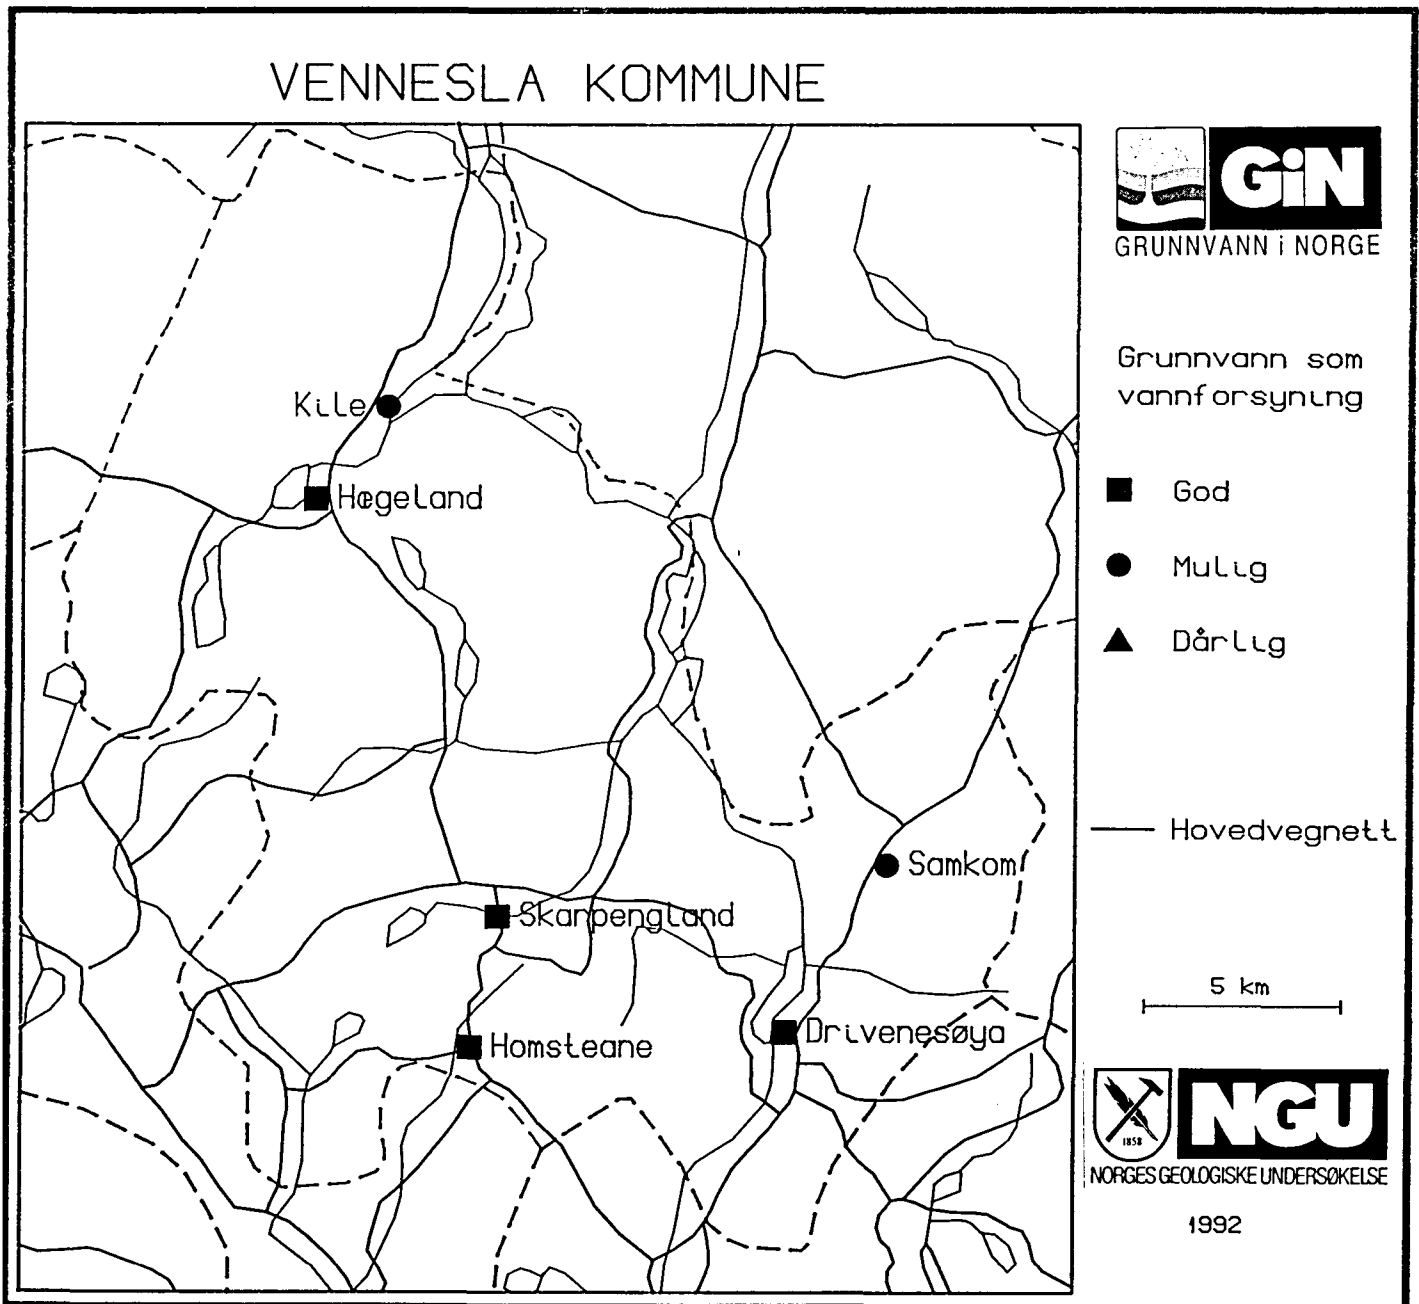 VENNESLA KOMMUNE
GiN
GRUNNVANN i NORGE
Grunnvann som
vannforsyning
God
Mulig
Dårlig
Hovedvegnett
5 km
Kile
Hægeland
Samkom
Skarpengland
Drivenesøya
Homsteane
1858
NGU
NORGES GEOLOGISKE UNDERSØKELSE
1992